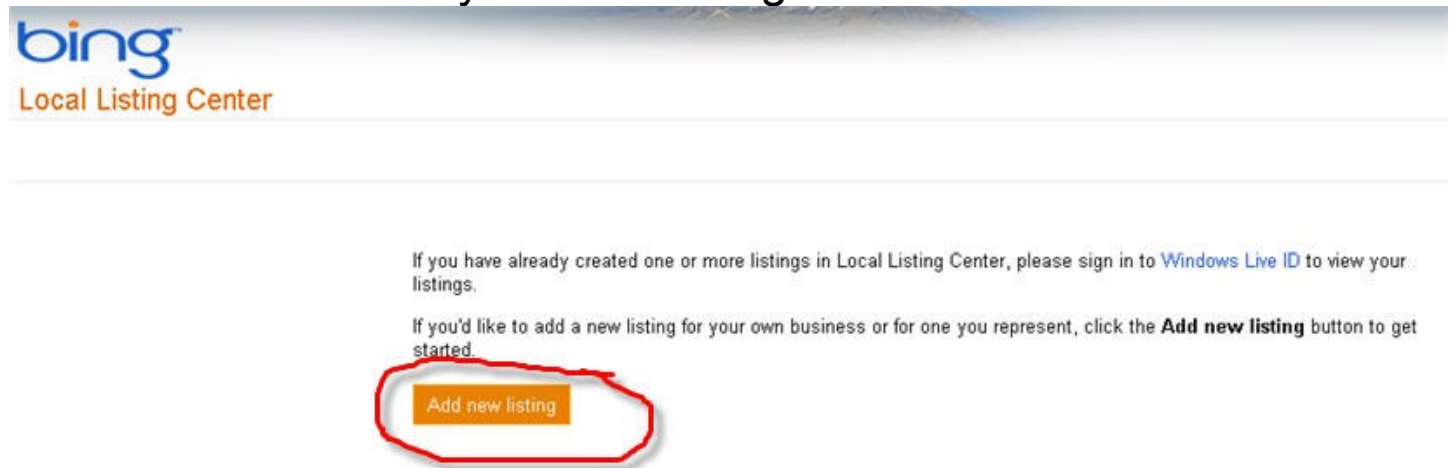 bing
Local Listing Center
If you have already created one or more listings in Local Listing Center, please sign in to Windows Live ID to view your
listings.
If you'd like to add a new listing for your own business or for one you represent, click the Add new listing button to get
started.
Add new listing